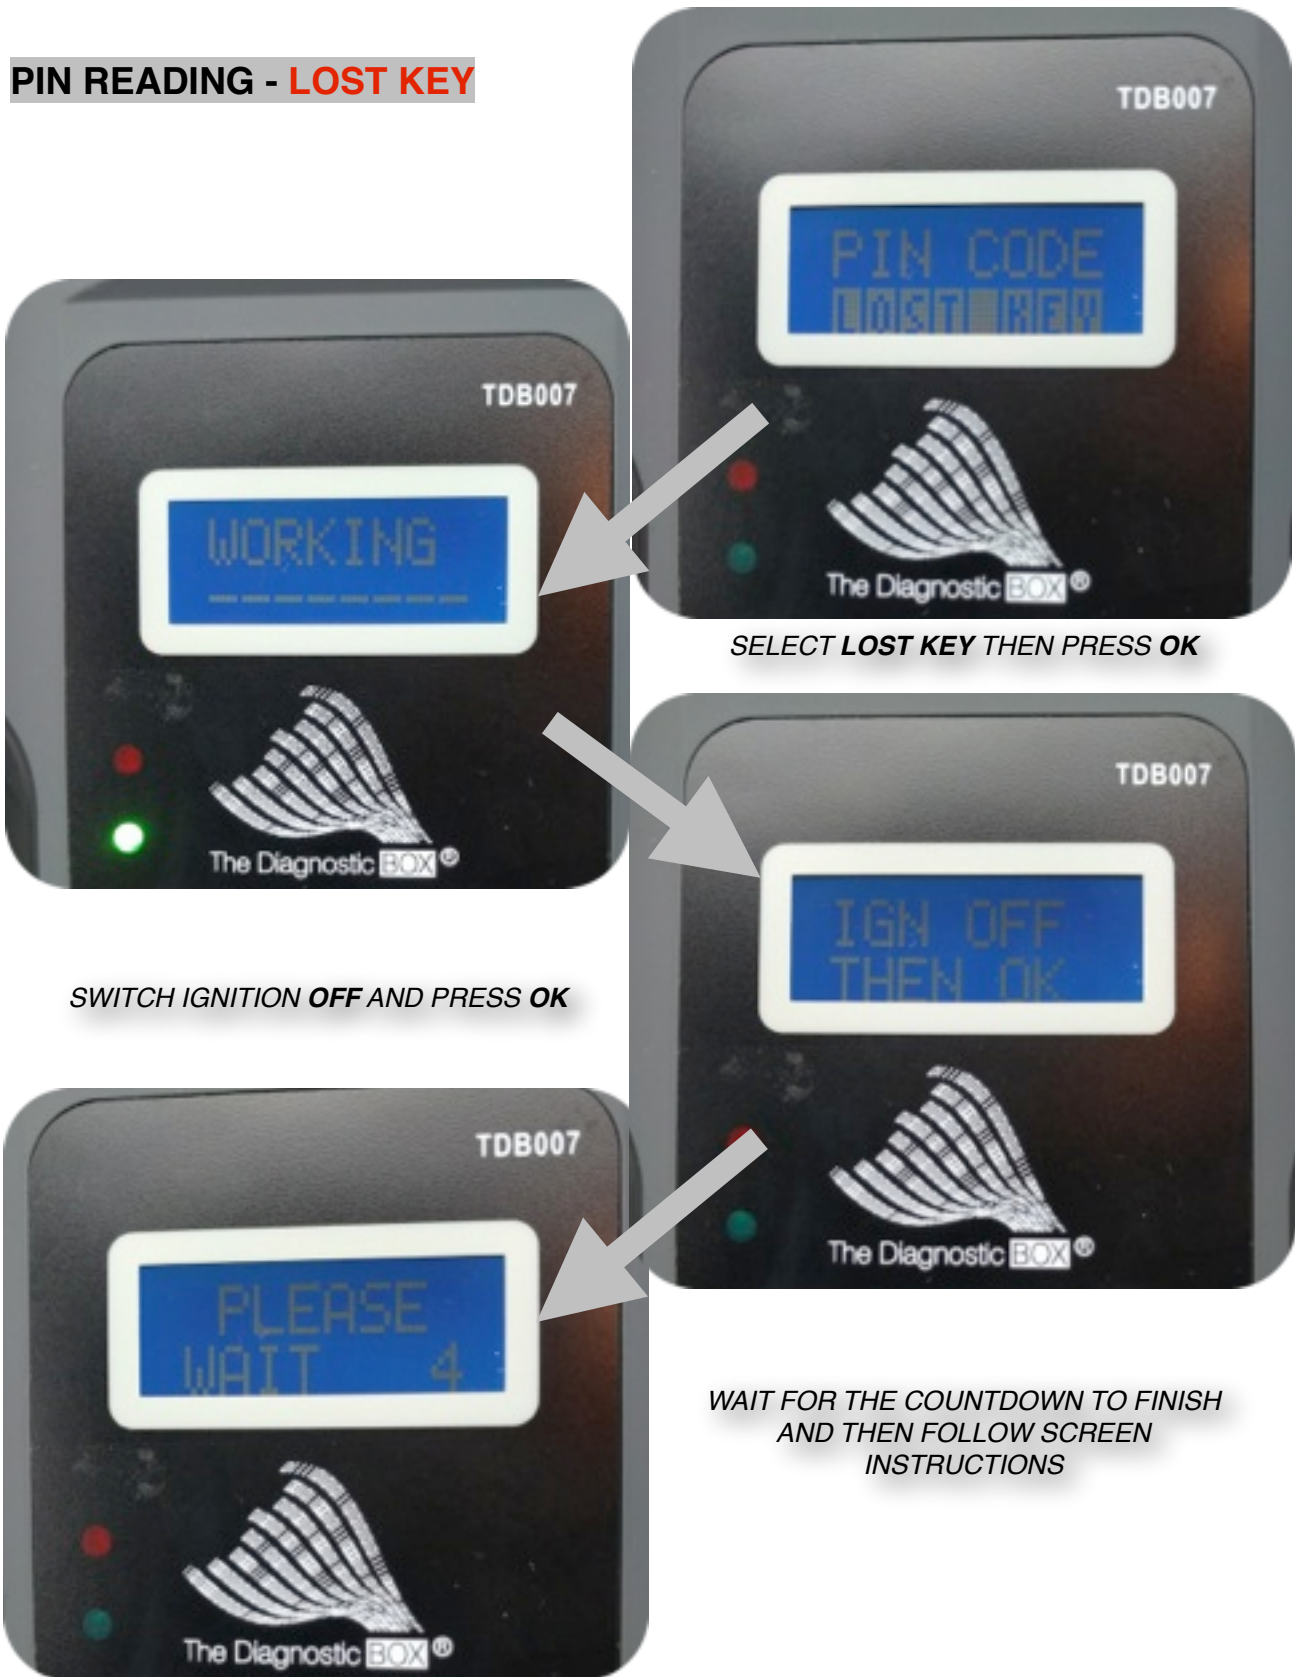 PIN READING - LOST KEY
TDB007
PIN CODE
LOST KEY
The Diagnostic BOX®
SELECT LOST KEY THEN PRESS OK
TDB007
WORKING
The Diagnostic BOX®
TDB007
IGN OFF
THEN OK
The Diagnostic BOX®
SWITCH IGNITION OFF AND PRESS OK
TDB007
PLEASE
WAIT 4
The Diagnostic BOX®
WAIT FOR THE COUNTDOWN TO FINISH
AND THEN FOLLOW SCREEN
INSTRUCTIONS